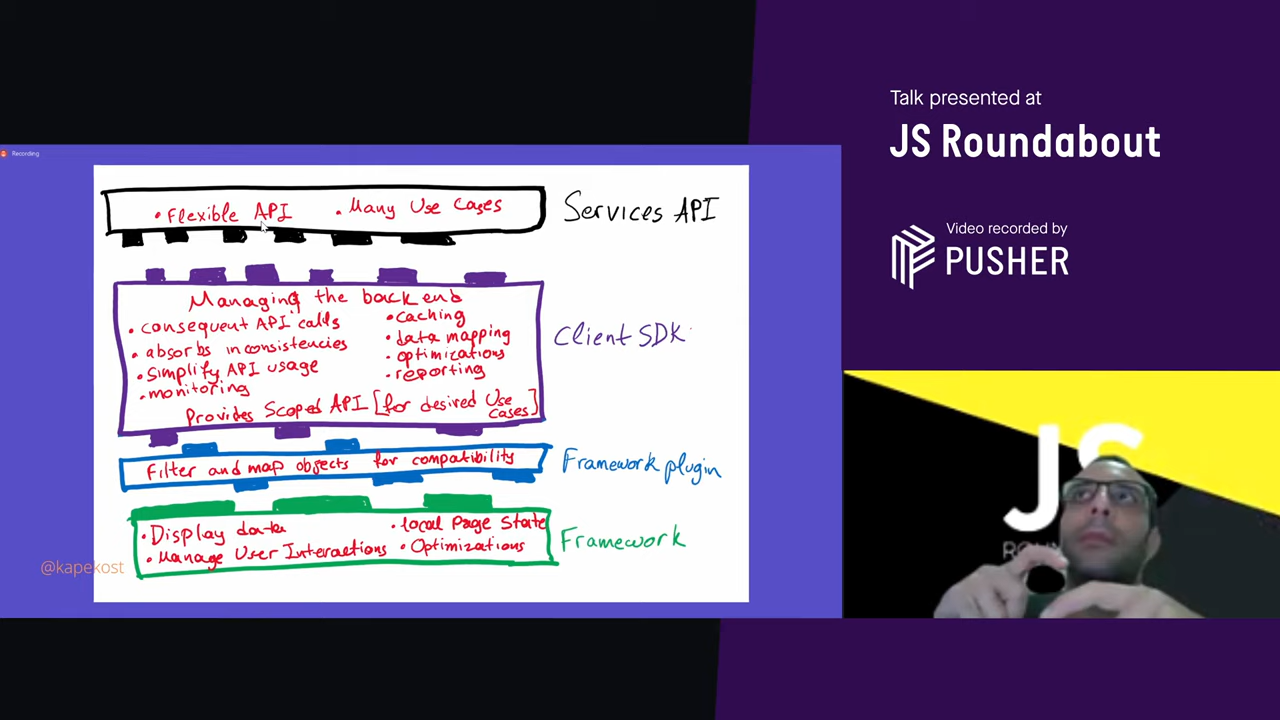 Talk presented at
JS Roundabout
Video recorded by
PUSHER
Recording
• Flexible API
• Many Use Cases
Services API
Managing the back end
• consequent API calls
• absorbs inconsistencies
• Simplify API usage
• monitoring
• caching
• data mapping
• optimizations
• reporting
Provides Scoped API [for desired Use
Cases]
Client SDK
Filter and map objects for compatibility
Framework plugin
• Display data
• Manage User Interactions
• local Page State
• Optimizations
Framework
@kapekost
JS